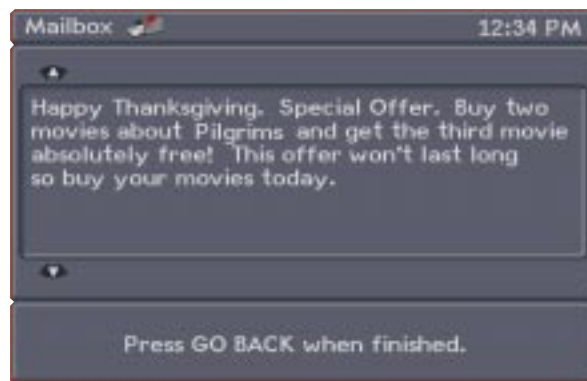 Mailbox 12:34 PM
Happy Thanksgiving. Special Offer. Buy two
movies about Pilgrims and get the third movie
absolutely free! This offer won't last long
so buy your movies today.
Press GO BACK when finished.